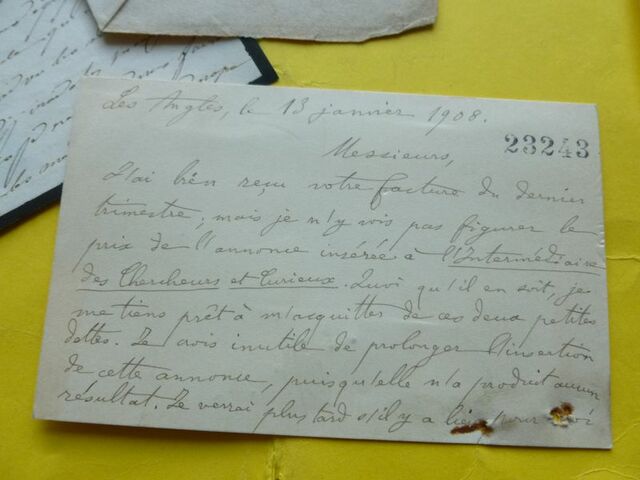 Les Angles, le 13 janvier 1908.
23243
Messieurs,
J'ai bien reçu votre facture du dernier
trimestre; mais je n'y vois pas figurer le
prix de l'annonce insérée à l'Intermédiaire
des Chercheurs et Curieux. Quoi qu'il en soit, je
me tiens prêt à m'acquitter de ces deux petites
dettes. Je crois inutile de prolonger l'insertion
de cette annonce, puisqu'elle n'a produit aucun
résultat. Je verrai plus tard s'il y a lieu pour